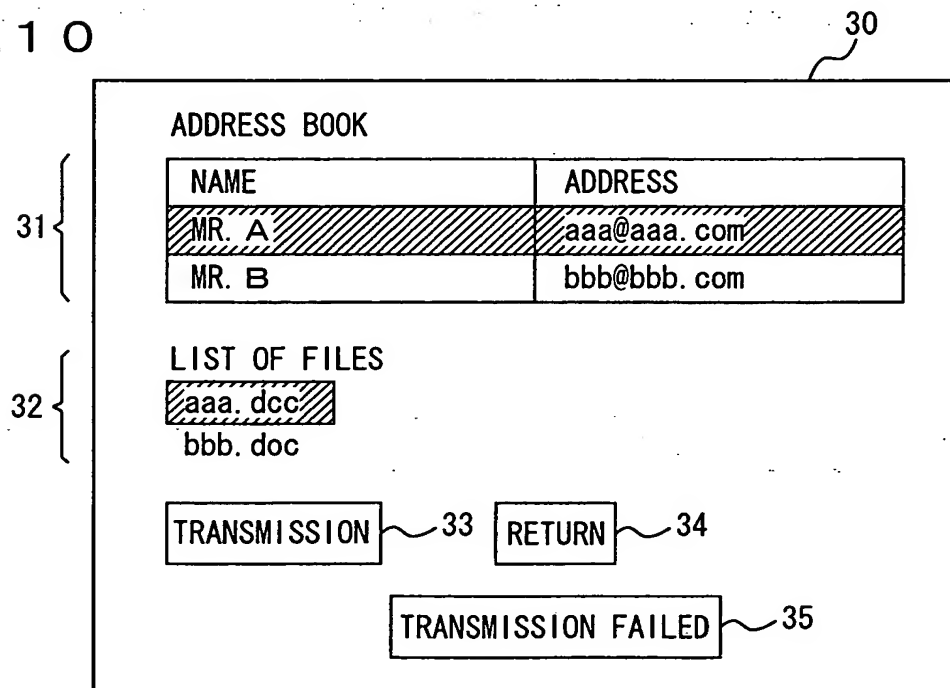 10
30
ADDRESS BOOK
31
NAME ADDRESS
MR. A aaa@aaa.com
MR. B bbb@bbb.com
32
LIST OF FILES
aaa.dcc
bbb.doc
TRANSMISSION 33 RETURN 34
TRANSMISSION FAILED 35